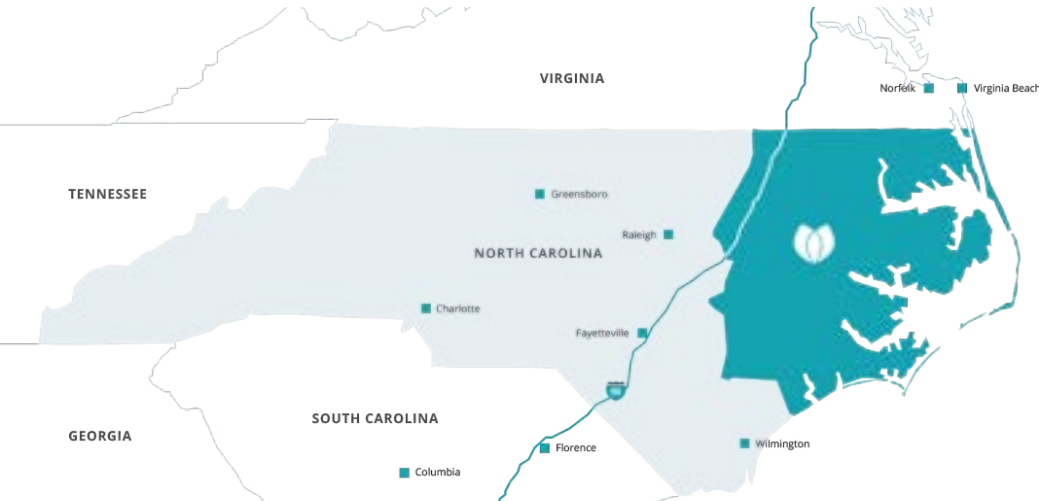 VIRGINIA
Norfolk
Virginia Beach
TENNESSEE
Greensboro
Raleigh
NORTH CAROLINA
Charlotte
Fayetteville
SOUTH CAROLINA
GEORGIA
Florence
Wilmington
Columbia